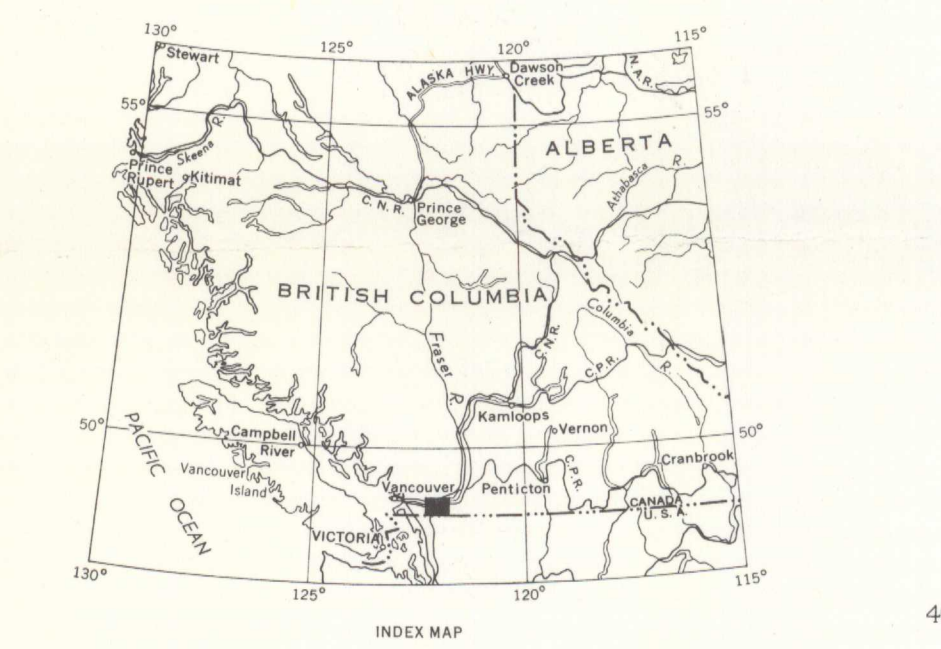 130°
125°
120°
115°
Stewart
ALASKA HWY.
Dawson
Creek
N.A.R.
55°
55°
Skeena R.
ALBERTA
Prince
Rupert
Kitimat
Athabasca R.
C.N.R.
Prince
George
BRITISH COLUMBIA
Columbia R.
Fraser R.
C.N.R.
C.P.R.
Kamloops
50°
50°
PACIFIC OCEAN
Campbell
River
Vernon
Cranbrook
Vancouver
Island
Vancouver
Penticton
C.P.R.
CANADA
U.S.A.
VICTORIA
130°
125°
120°
115°
INDEX MAP
4